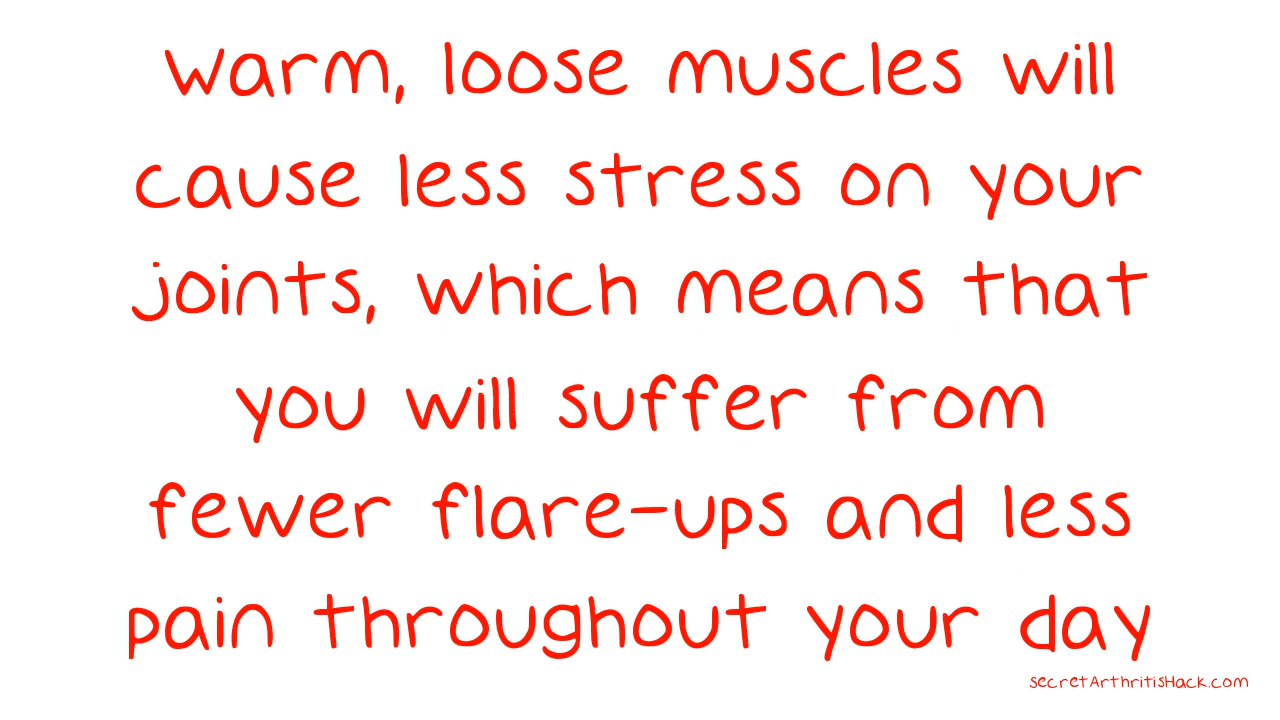 Warm, loose muscles will
cause less stress on your
joints, which means that
you will suffer from
fewer flare-ups and less
pain throughout your day
secretArthritisHack.com